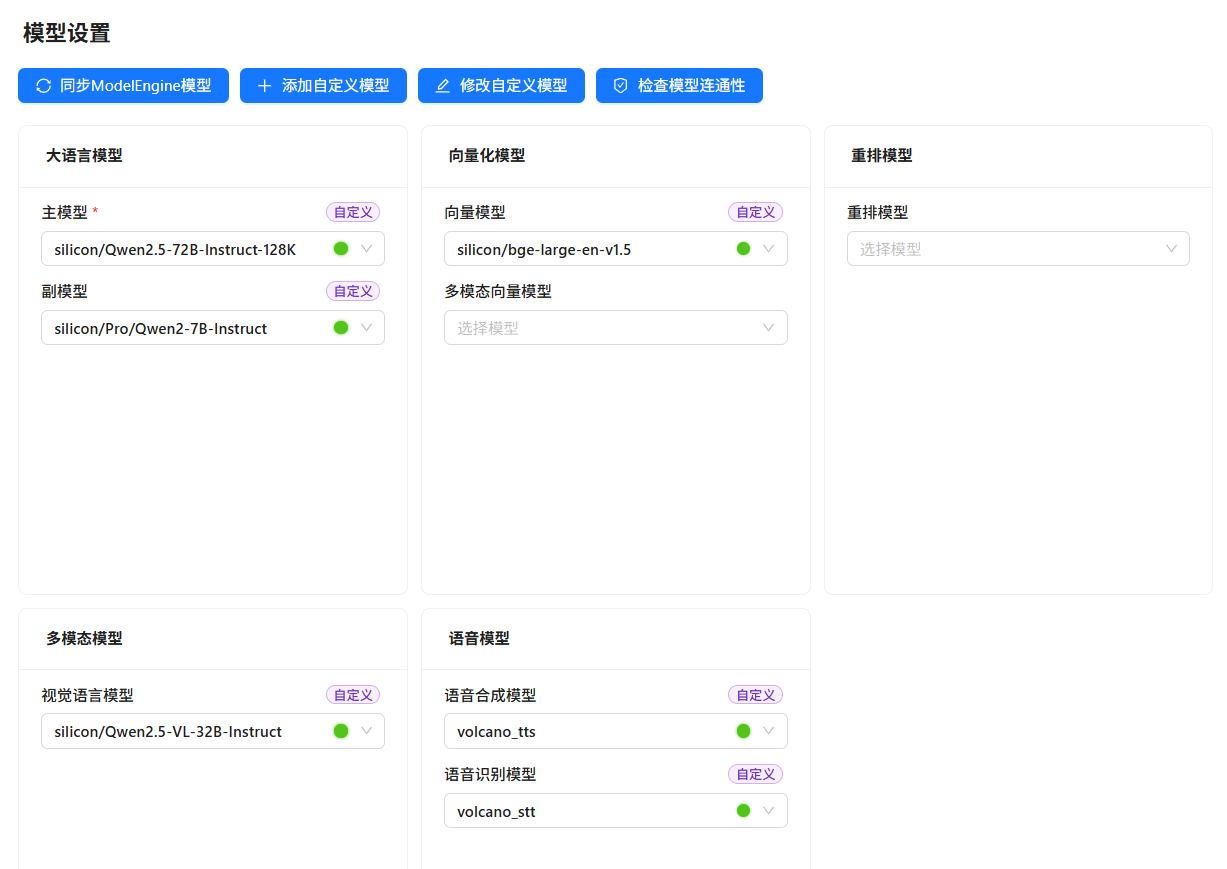 模型设置
同步ModelEngine模型
添加自定义模型
修改自定义模型
检查模型连通性
大语言模型
主模型 *
自定义
silicon/Qwen2.5-72B-Instruct-128K
副模型
自定义
silicon/Pro/Qwen2-7B-Instruct
向量化模型
向量模型
自定义
silicon/bge-large-en-v1.5
多模态向量模型
选择模型
重排模型
重排模型
选择模型
多模态模型
视觉语言模型
自定义
silicon/Qwen2.5-VL-32B-Instruct
语音模型
语音合成模型
自定义
volcano_tts
语音识别模型
自定义
volcano_stt